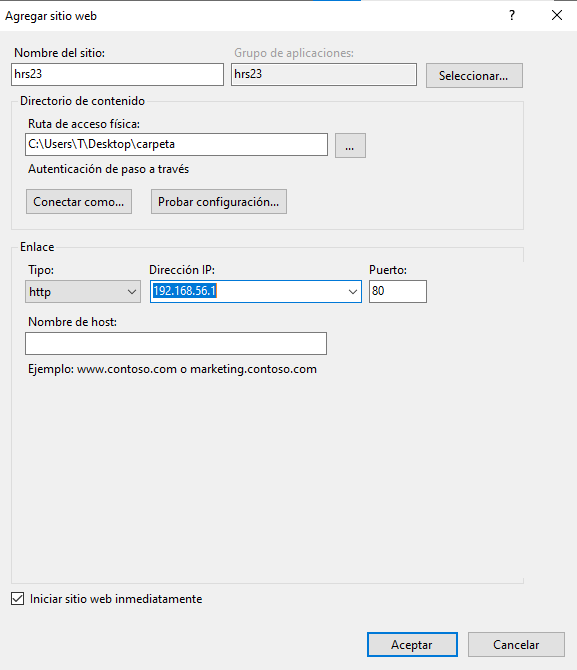 Agregar sitio web
?
Nombre del sitio:
Grupo de aplicaciones:
hrs23
hrs23
Seleccionar...
Directorio de contenido
Ruta de acceso física:
C:\Users\T\Desktop\carpeta
...
Autenticación de paso a través
Conectar como...
Probar configuración...
Enlace
Tipo:
Dirección IP:
Puerto:
http
192.168.56.1
80
Nombre de host:
Ejemplo: www.contoso.com o marketing.contoso.com
Iniciar sitio web inmediatamente
Aceptar
Cancelar